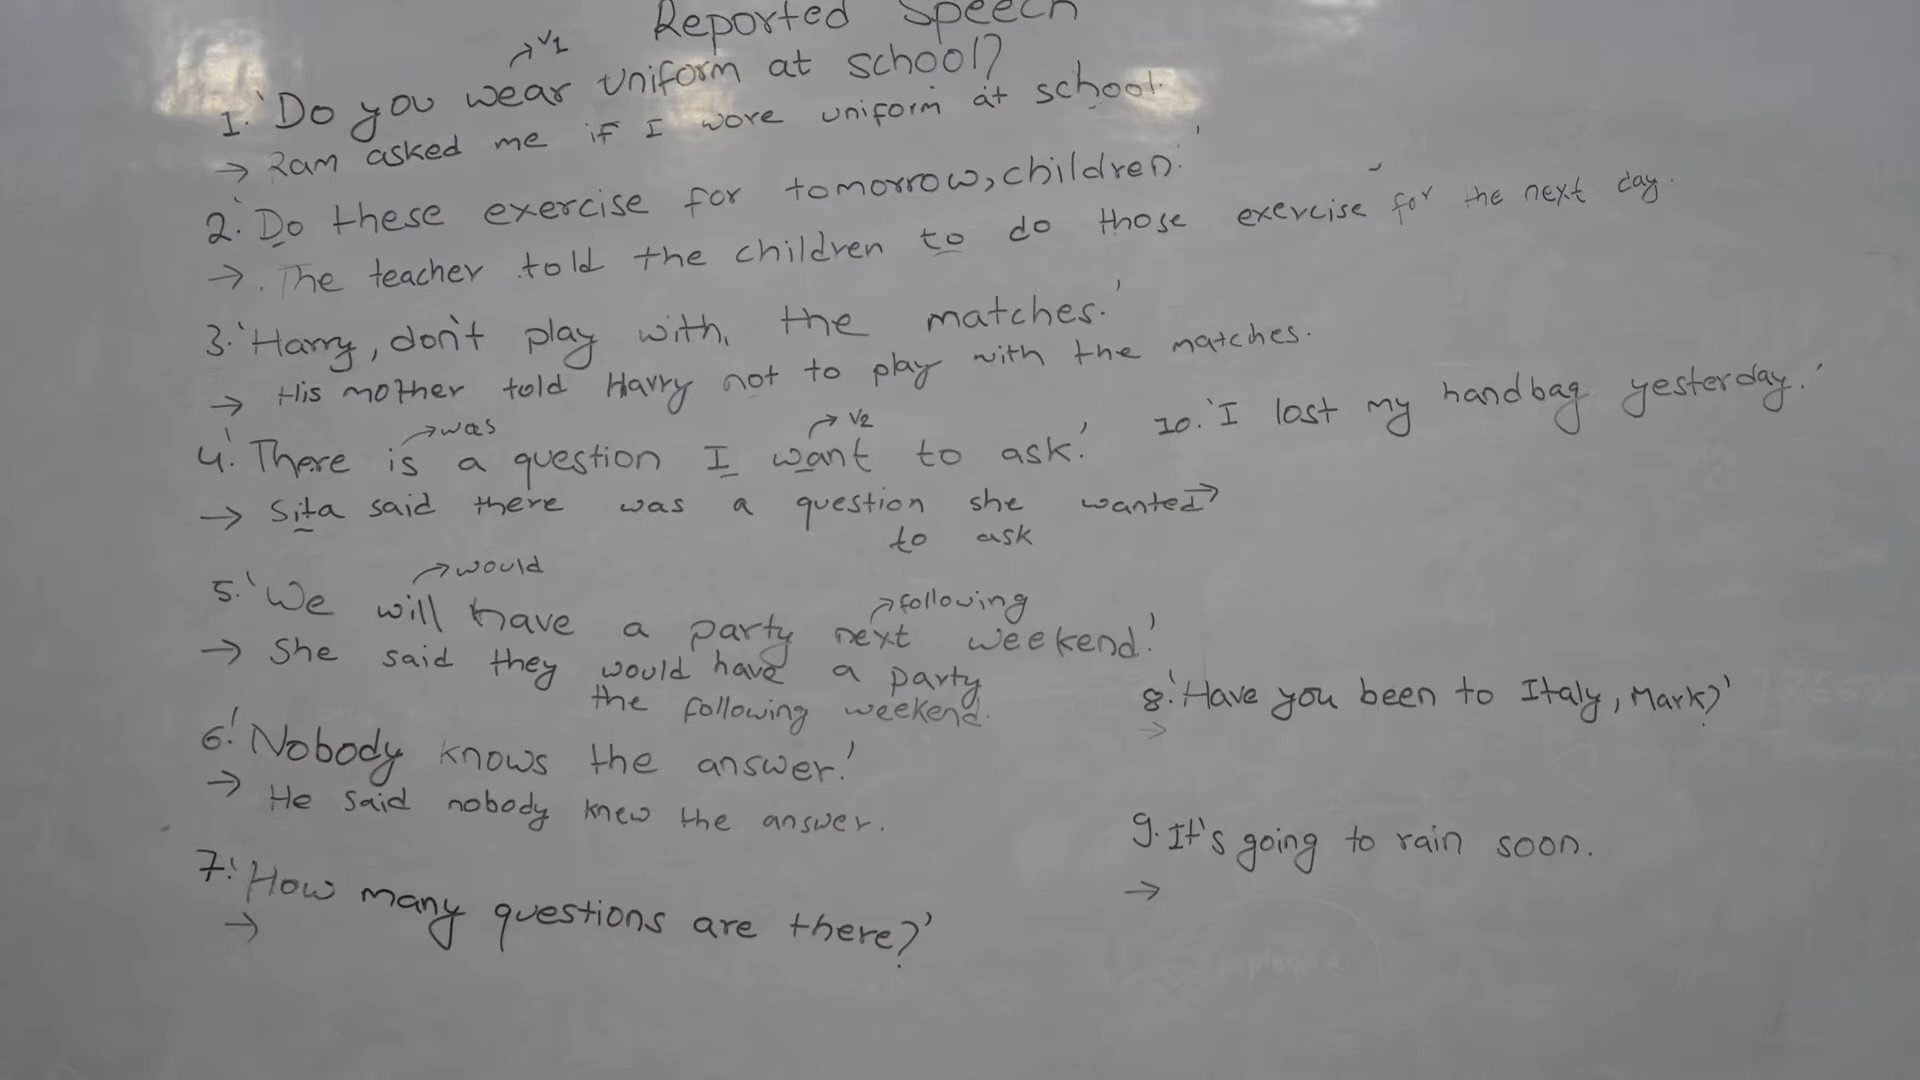 Reported Speech
→V1
1. 'Do you wear uniform at school?
→ Ram asked me if I wore uniform at school.
2. 'Do these exercise for tomorrow, children.'
→ The teacher told the children to do those exercise for the next day.
3. 'Harry, don't play with the matches.'
→ His mother told Harry not to play with the matches.
→was →V2
4. 'There is a question I want to ask.'
→ Sita said there was a question she wanted→
to ask
→would
→following
5. 'We will have a party next weekend.'
→ She said they would have a party
the following weekend.
6. 'Nobody knows the answer.'
→ He said nobody knew the answer.
7. 'How many questions are there?'
→
10. 'I lost my handbag yesterday.'
8. 'Have you been to Italy, Mark?'
→
9. It's going to rain soon.
→